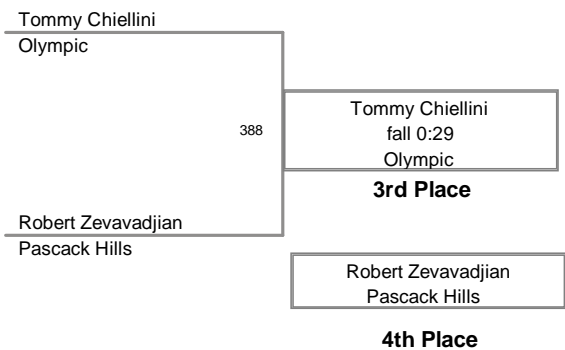 Tommy Chiellini
Olympic
388
Tommy Chiellini
fall 0:29
Olympic
3rd Place
Robert Zevavadjian
Pascack Hills
Robert Zevavadjian
Pascack Hills
4th Place